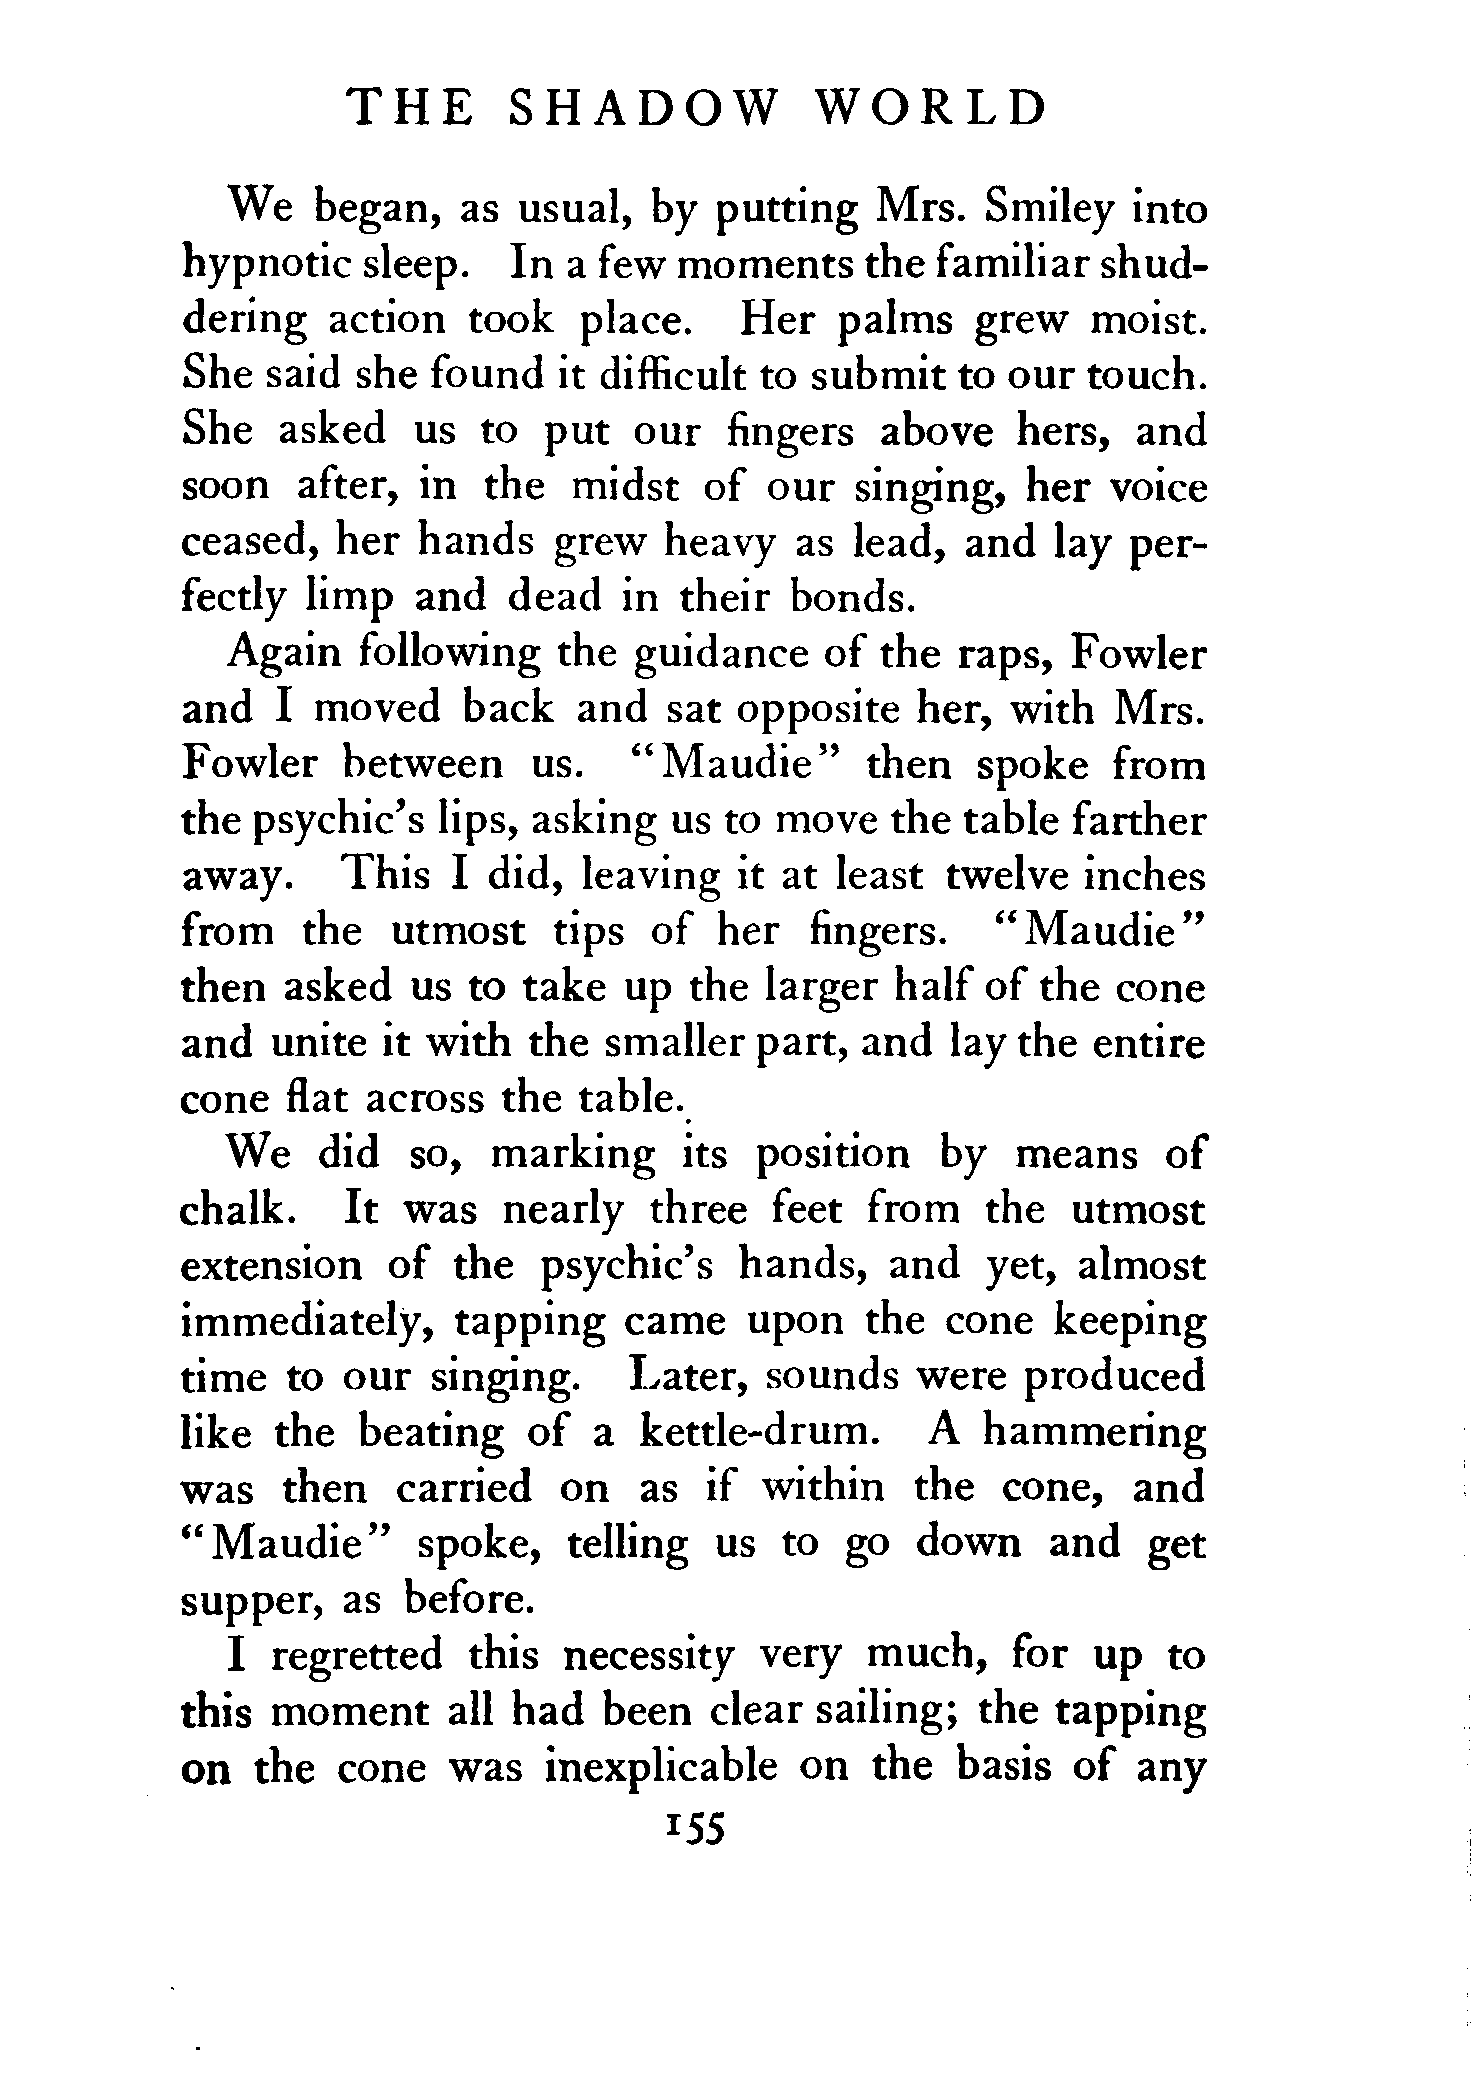 THE SHADOW WORLD
We began, as usual, by putting Mrs. Smiley into
hypnotic sleep. In a few moments the familiar shud-
dering action took place. Her palms grew moist.
She said she found it difficult to submit to our touch.
She asked us to put our fingers above hers, and
soon after, in the midst of our singing, her voice
ceased, her hands grew heavy as lead, and lay per-
fectly limp and dead in their bonds.
Again following the guidance of the raps, Fowler
and I moved back and sat opposite her, with Mrs.
Fowler between us. "Maudie" then spoke from
the psychic's lips, asking us to move the table farther
away. This I did, leaving it at least twelve inches
from the utmost tips of her fingers. "Maudie"
then asked us to take up the larger half of the cone
and unite it with the smaller part, and lay the entire
cone flat across the table.
We did so, marking its position by means of
chalk. It was nearly three feet from the utmost
extension of the psychic's hands, and yet, almost
immediately, tapping came upon the cone keeping
time to our singing. Later, sounds were produced
like the beating of a kettle-drum. A hammering
was then carried on as if within the cone, and
"Maudie" spoke, telling us to go down and get
supper, as before.
I regretted this necessity very much, for up to
this moment all had been clear sailing; the tapping
on the cone was inexplicable on the basis of any
155